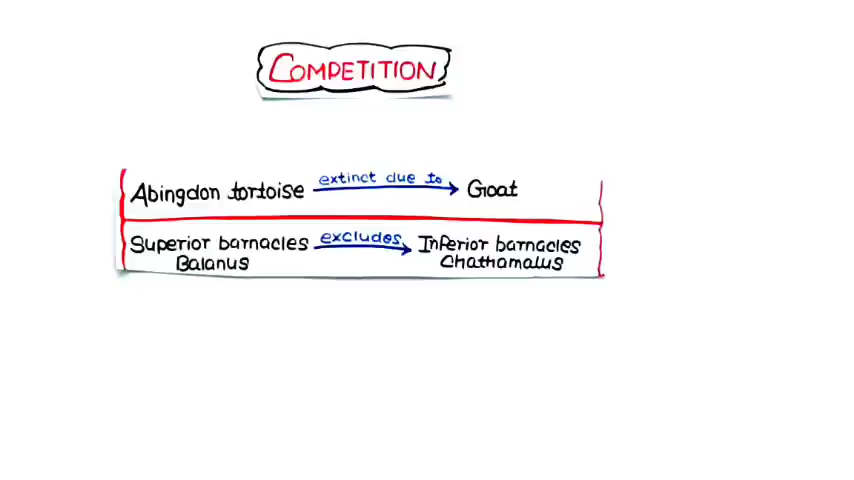 COMPETITION
Abingdon tortoise extinct due to Goat
Superior barnacles excludes Inferior barnacles
Balanus Chathamalus